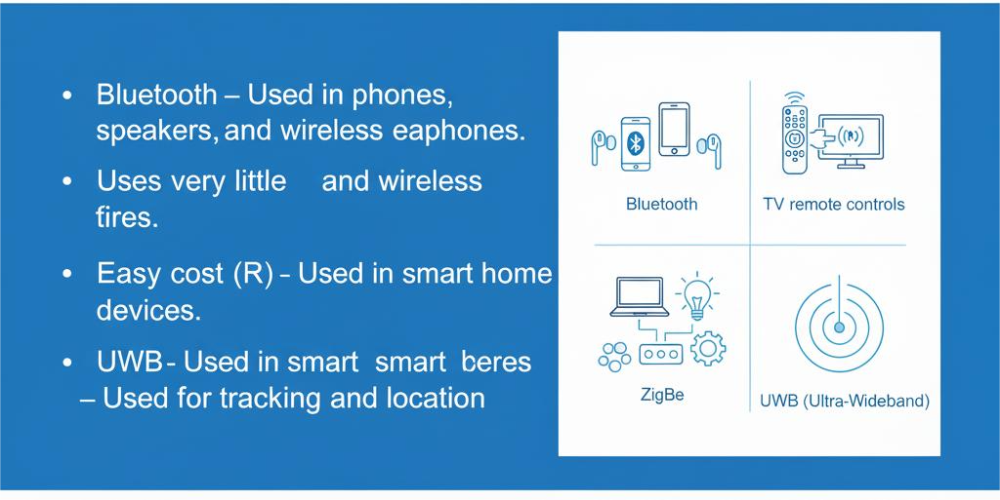 • Bluetooth – Used in phones,
speakers, and wireless eaphones.
• Uses very little and wireless
fires.
• Easy cost (R) - Used in smart home
devices.
• UWB- Used in smart smart beres
– Used for tracking and location
Bluetooth
TV remote controls
ZigBe
UWB (Ultra-Wideband)